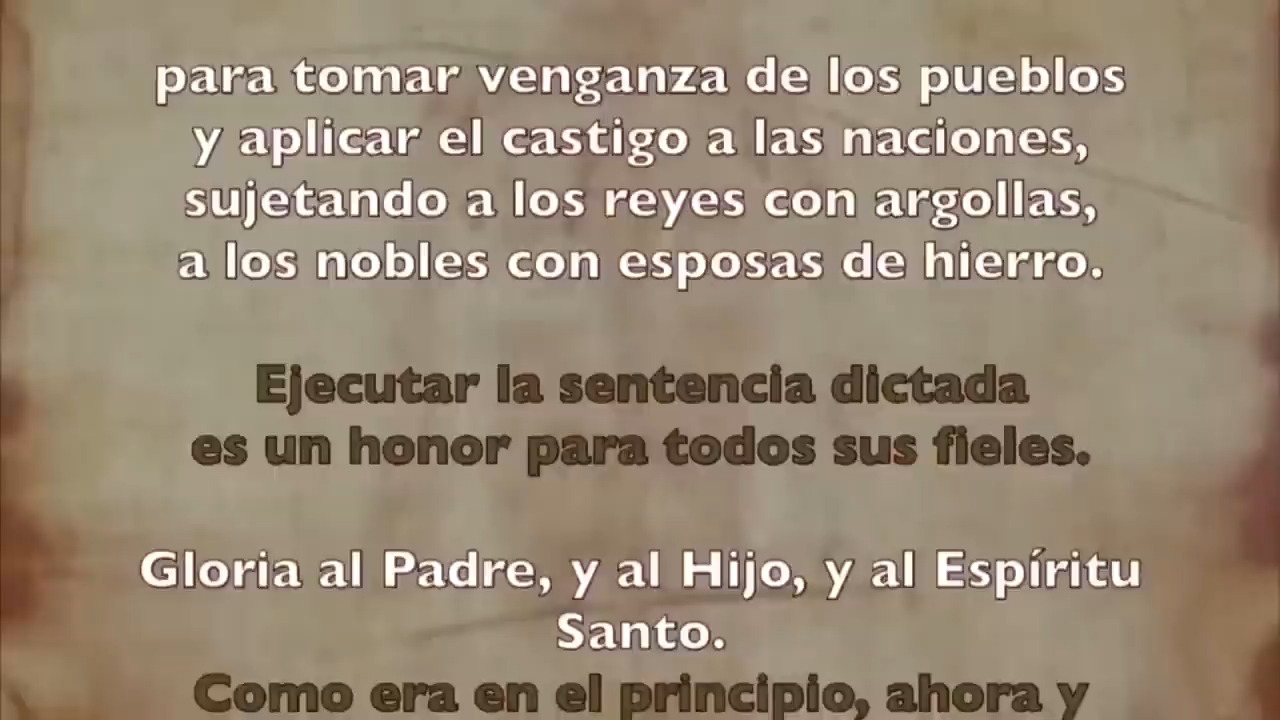 para tomar venganza de los pueblos
y aplicar el castigo a las naciones,
sujetando a los reyes con argollas,
a los nobles con esposas de hierro.
Ejecutar la sentencia dictada
es un honor para todos sus fieles.
Gloria al Padre, y al Hijo, y al Espíritu
Santo.
Como era en el principio, ahora y